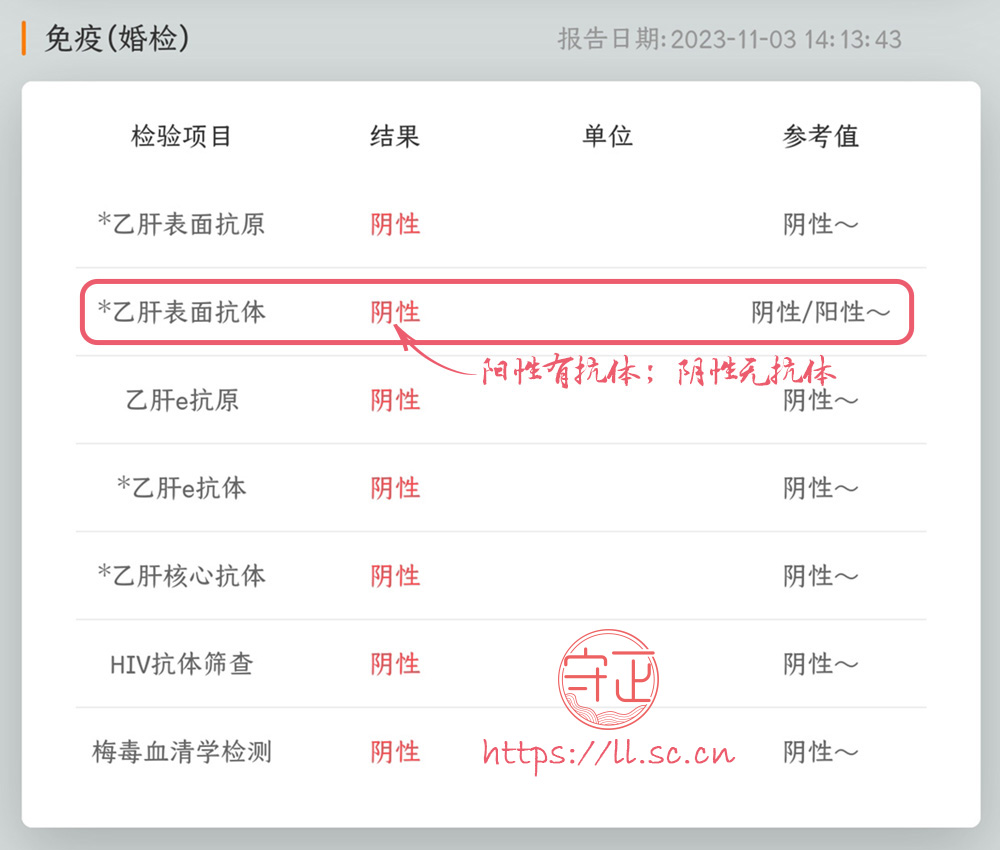 免疫(婚检) 报告日期:2023-11-03 14:13:43
检验项目 结果 单位 参考值
*乙肝表面抗原 阴性 阴性～
*乙肝表面抗体 阴性 阴性/阳性～
阳性有抗体；阴性无抗体
乙肝e抗原 阴性 阴性～
*乙肝e抗体 阴性 阴性～
*乙肝核心抗体 阴性 阴性～
HIV抗体筛查 阴性 阴性～
守正
梅毒血清学检测 阴性 阴性～
https://ll.sc.cn